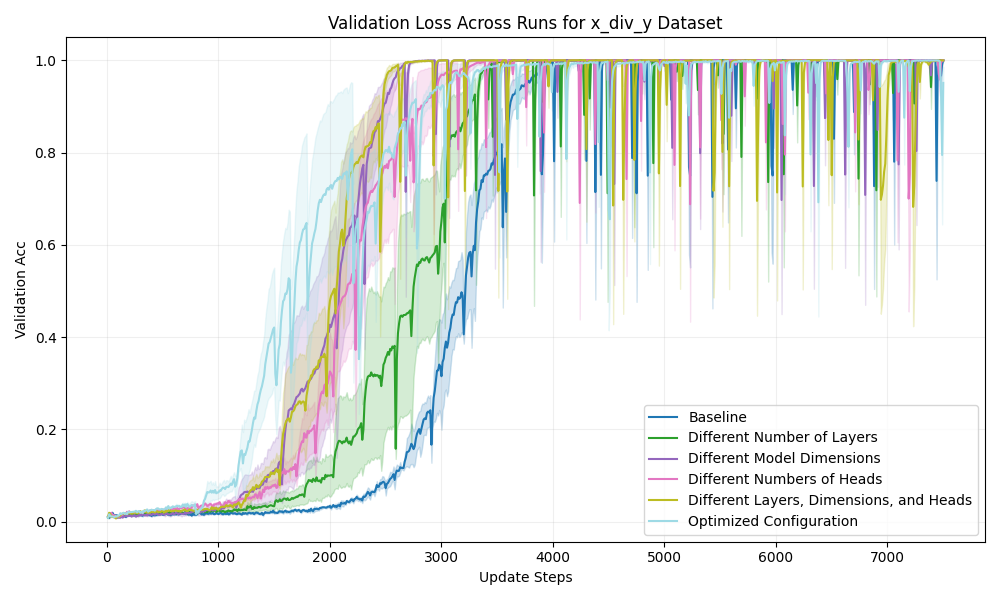 Validation Loss Across Runs for x_div_y Dataset
Validation Acc
1.0
0.8
0.6
0.4
0.2
0.0
0
1000
2000
3000
4000
5000
6000
7000
Update Steps
Baseline
Different Number of Layers
Different Model Dimensions
Different Numbers of Heads
Different Layers, Dimensions, and Heads
Optimized Configuration